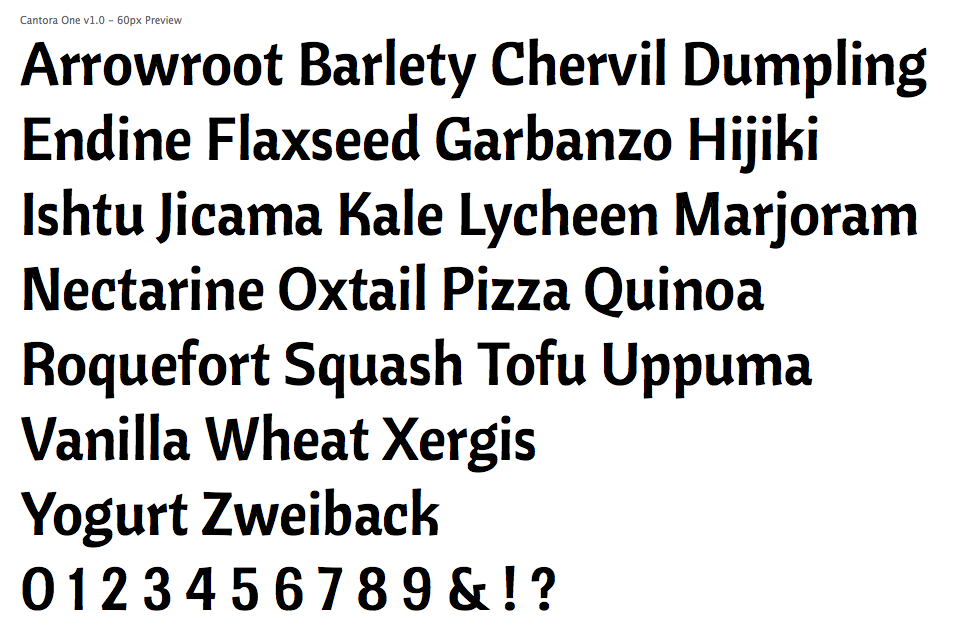 Cantora One v1.0 – 60px Preview
Arrowroot Barlety Chervil Dumpling
Endine Flaxseed Garbanzo Hijiki
Ishtu Jicama Kale Lycheen Marjoram
Nectarine Oxtail Pizza Quinoa
Roquefort Squash Tofu Uppuma
Vanilla Wheat Xergis
Yogurt Zweiback
0 1 2 3 4 5 6 7 8 9 & ! ?